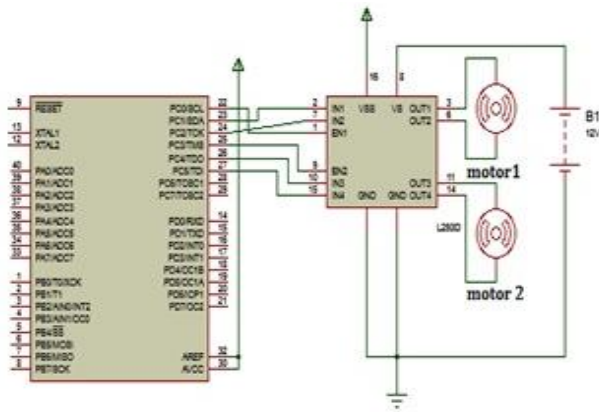 9 RESET
13 XTAL1
12 XTAL2
40 PA0/ADC0
39 PA1/ADC1
38 PA2/ADC2
37 PA3/ADC3
36 PA4/ADC4
35 PA5/ADC5
34 PA6/ADC6
33 PA7/ADC7
1 PB0/T0/XCK
2 PB1/T1
3 PB2/AIN0/INT2
4 PB3/AIN1/OC0
5 PB4/SS
6 PB5/MOSI
7 PB6/MISO
8 PB7/SCK
PC0/SCL 22
PC1/SDA 23
PC2/TCK 24
PC3/TMS 25
PC4/TDO 26
PC5/TDI 27
PC6/TOSC1 28
PC7/TOSC2 29
PD0/RXD 14
PD1/TXD 15
PD2/INT0 16
PD3/INT1 17
PD4/OC1B 18
PD5/OC1A 19
PD6/ICP1 20
PD7/OC2 21
AREF 32
AVCC 30
16 8
2 IN1 VSS VS OUT1 3
7 IN2 OUT2 6
1 EN1
9 EN2
10 IN3 OUT3 11
15 IN4 GND GND OUT4 14
L293D
motor1
motor 2
B1
12V